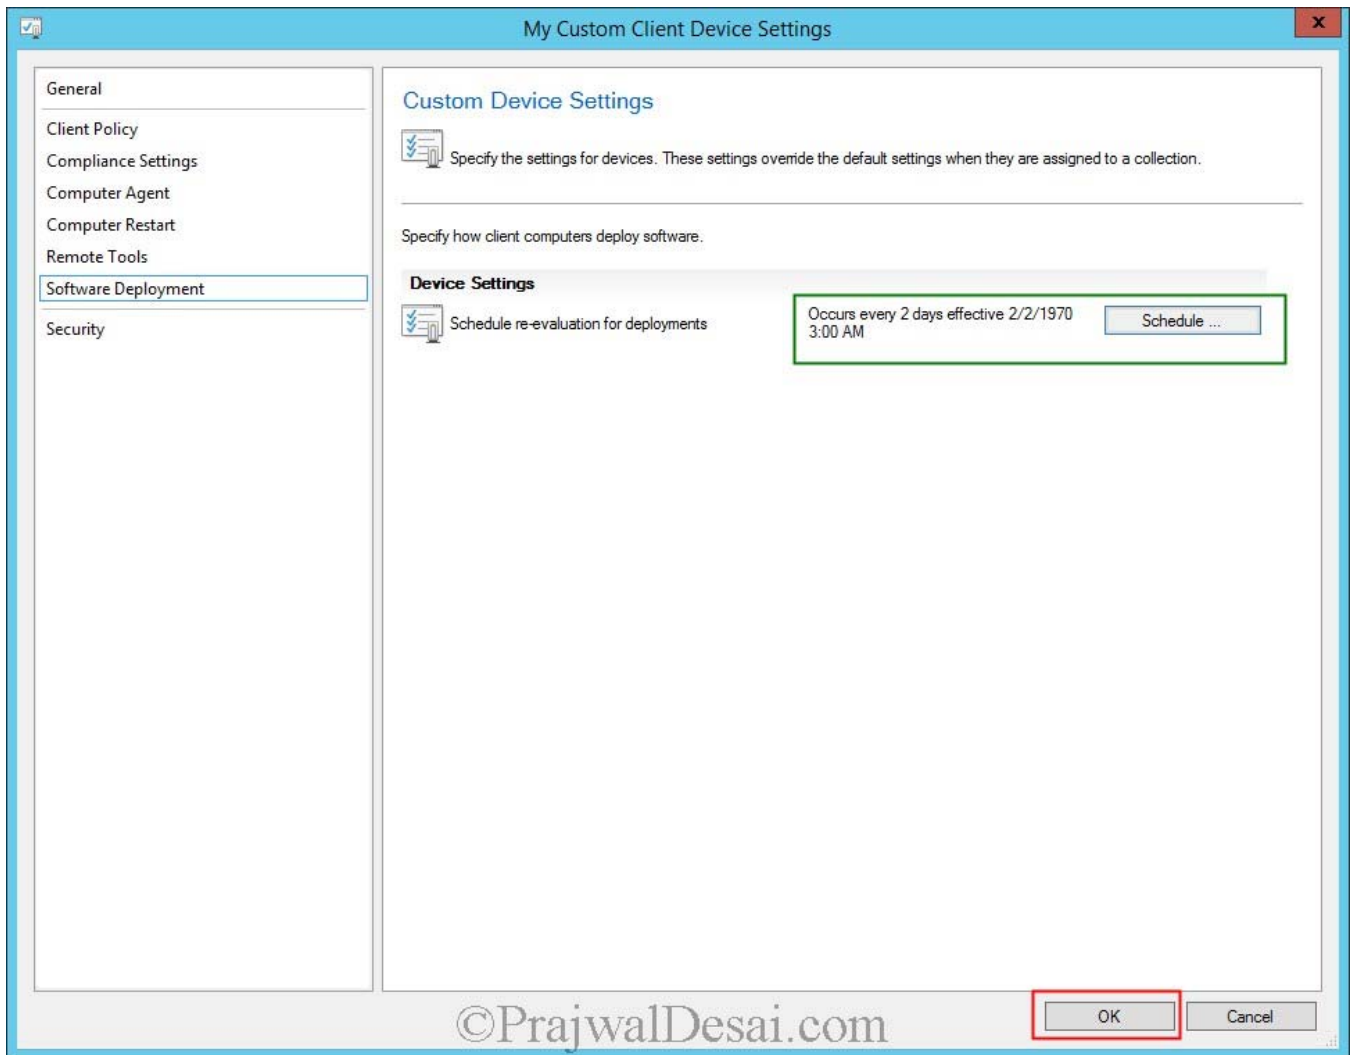 My Custom Client Device Settings
x
General
Client Policy
Compliance Settings
Computer Agent
Computer Restart
Remote Tools
Software Deployment
Security
Custom Device Settings
Specify the settings for devices. These settings override the default settings when they are assigned to a collection.
Specify how client computers deploy software.
Device Settings
Schedule re-evaluation for deployments
Occurs every 2 days effective 2/2/1970
3:00 AM
Schedule ...
©PrajwalDesai.com
OK
Cancel